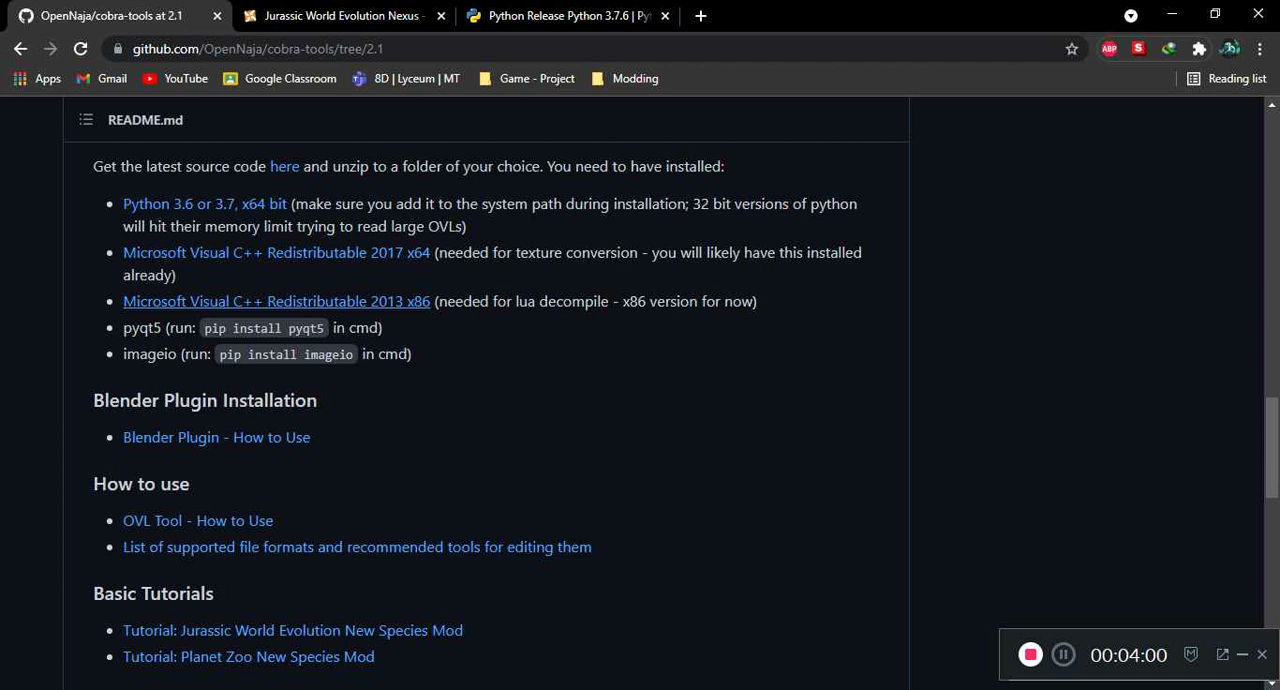 OpenNaja/cobra-tools at 2.1
Jurassic World Evolution Nexus -
Python Release Python 3.7.6 | Py
github.com/OpenNaja/cobra-tools/tree/2.1
ABP
S
Apps
Gmail
YouTube
Google Classroom
8D | Lyceum | MT
Game - Project
Modding
Reading list
README.md
Get the latest source code here and unzip to a folder of your choice. You need to have installed:
Python 3.6 or 3.7, x64 bit (make sure you add it to the system path during installation; 32 bit versions of python
will hit their memory limit trying to read large OVLs)
Microsoft Visual C++ Redistributable 2017 x64 (needed for texture conversion - you will likely have this installed
already)
Microsoft Visual C++ Redistributable 2013 x86 (needed for lua decompile - x86 version for now)
pyqt5 (run: pip install pyqt5 in cmd)
imageio (run: pip install imageio in cmd)
Blender Plugin Installation
Blender Plugin - How to Use
How to use
OVL Tool - How to Use
List of supported file formats and recommended tools for editing them
Basic Tutorials
Tutorial: Jurassic World Evolution New Species Mod
Tutorial: Planet Zoo New Species Mod
00:04:00